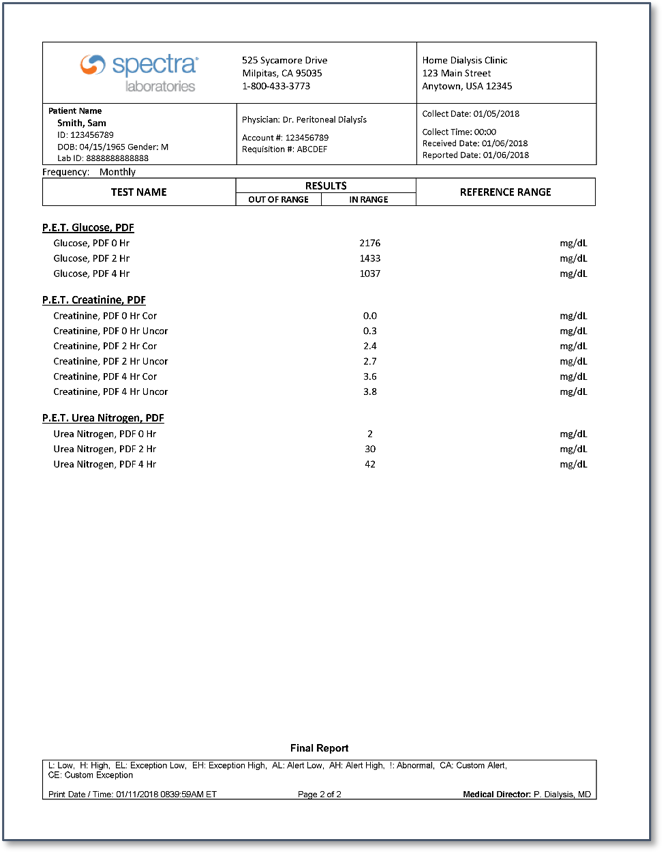 spectra
laboratories
525 Sycamore Drive
Milpitas, CA 95035
1-800-433-3773
Home Dialysis Clinic
123 Main Street
Anytown, USA 12345
Patient Name
Smith, Sam
ID: 123456789
DOB: 04/15/1965 Gender: M
Lab ID: 8888888888888
Physician: Dr. Peritoneal Dialysis
Account #: 123456789
Requisition #: ABCDEF
Collect Date: 01/05/2018
Collect Time: 00:00
Received Date: 01/06/2018
Reported Date: 01/06/2018
Frequency: Monthly
TEST NAME
RESULTS
OUT OF RANGE IN RANGE
REFERENCE RANGE
P.E.T. Glucose, PDF
Glucose, PDF 0 Hr 2176 mg/dL
Glucose, PDF 2 Hr 1433 mg/dL
Glucose, PDF 4 Hr 1037 mg/dL
P.E.T. Creatinine, PDF
Creatinine, PDF 0 Hr Cor 0.0 mg/dL
Creatinine, PDF 0 Hr Uncor 0.3 mg/dL
Creatinine, PDF 2 Hr Cor 2.4 mg/dL
Creatinine, PDF 2 Hr Uncor 2.7 mg/dL
Creatinine, PDF 4 Hr Cor 3.6 mg/dL
Creatinine, PDF 4 Hr Uncor 3.8 mg/dL
P.E.T. Urea Nitrogen, PDF
Urea Nitrogen, PDF 0 Hr 2 mg/dL
Urea Nitrogen, PDF 2 Hr 30 mg/dL
Urea Nitrogen, PDF 4 Hr 42 mg/dL
Final Report
L: Low, H: High, EL: Exception Low, EH: Exception High, AL: Alert Low, AH: Alert High, !: Abnormal, CA: Custom Alert,
CE: Custom Exception
Print Date / Time: 01/11/2018 0839:59AM ET Page 2 of 2 Medical Director: P. Dialysis, MD